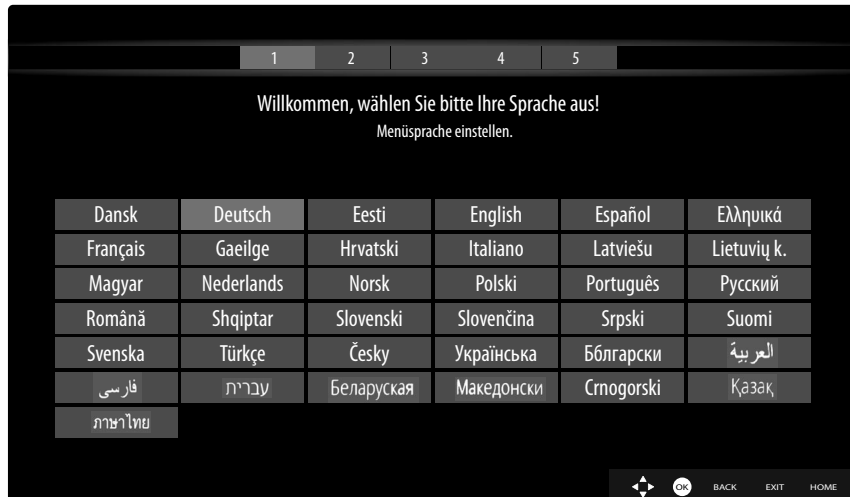 1 2 3 4 5
Willkommen, wählen Sie bitte Ihre Sprache aus!
Menüsprache einstellen.
Dansk Deutsch Eesti English Español Ελληυικά
Français Gaeilge Hrvatski Italiano Latviešu Lietuvių k.
Magyar Nederlands Norsk Polski Português Русский
Română Shqiptar Slovenski Slovenčina Srpski Suomi
Svenska Türkçe Česky Українська Бблгарски العربية
فارسی עברית Беларуская Македонски Crnogorski Қазақ
ภาษาไทย
OK BACK EXIT HOME